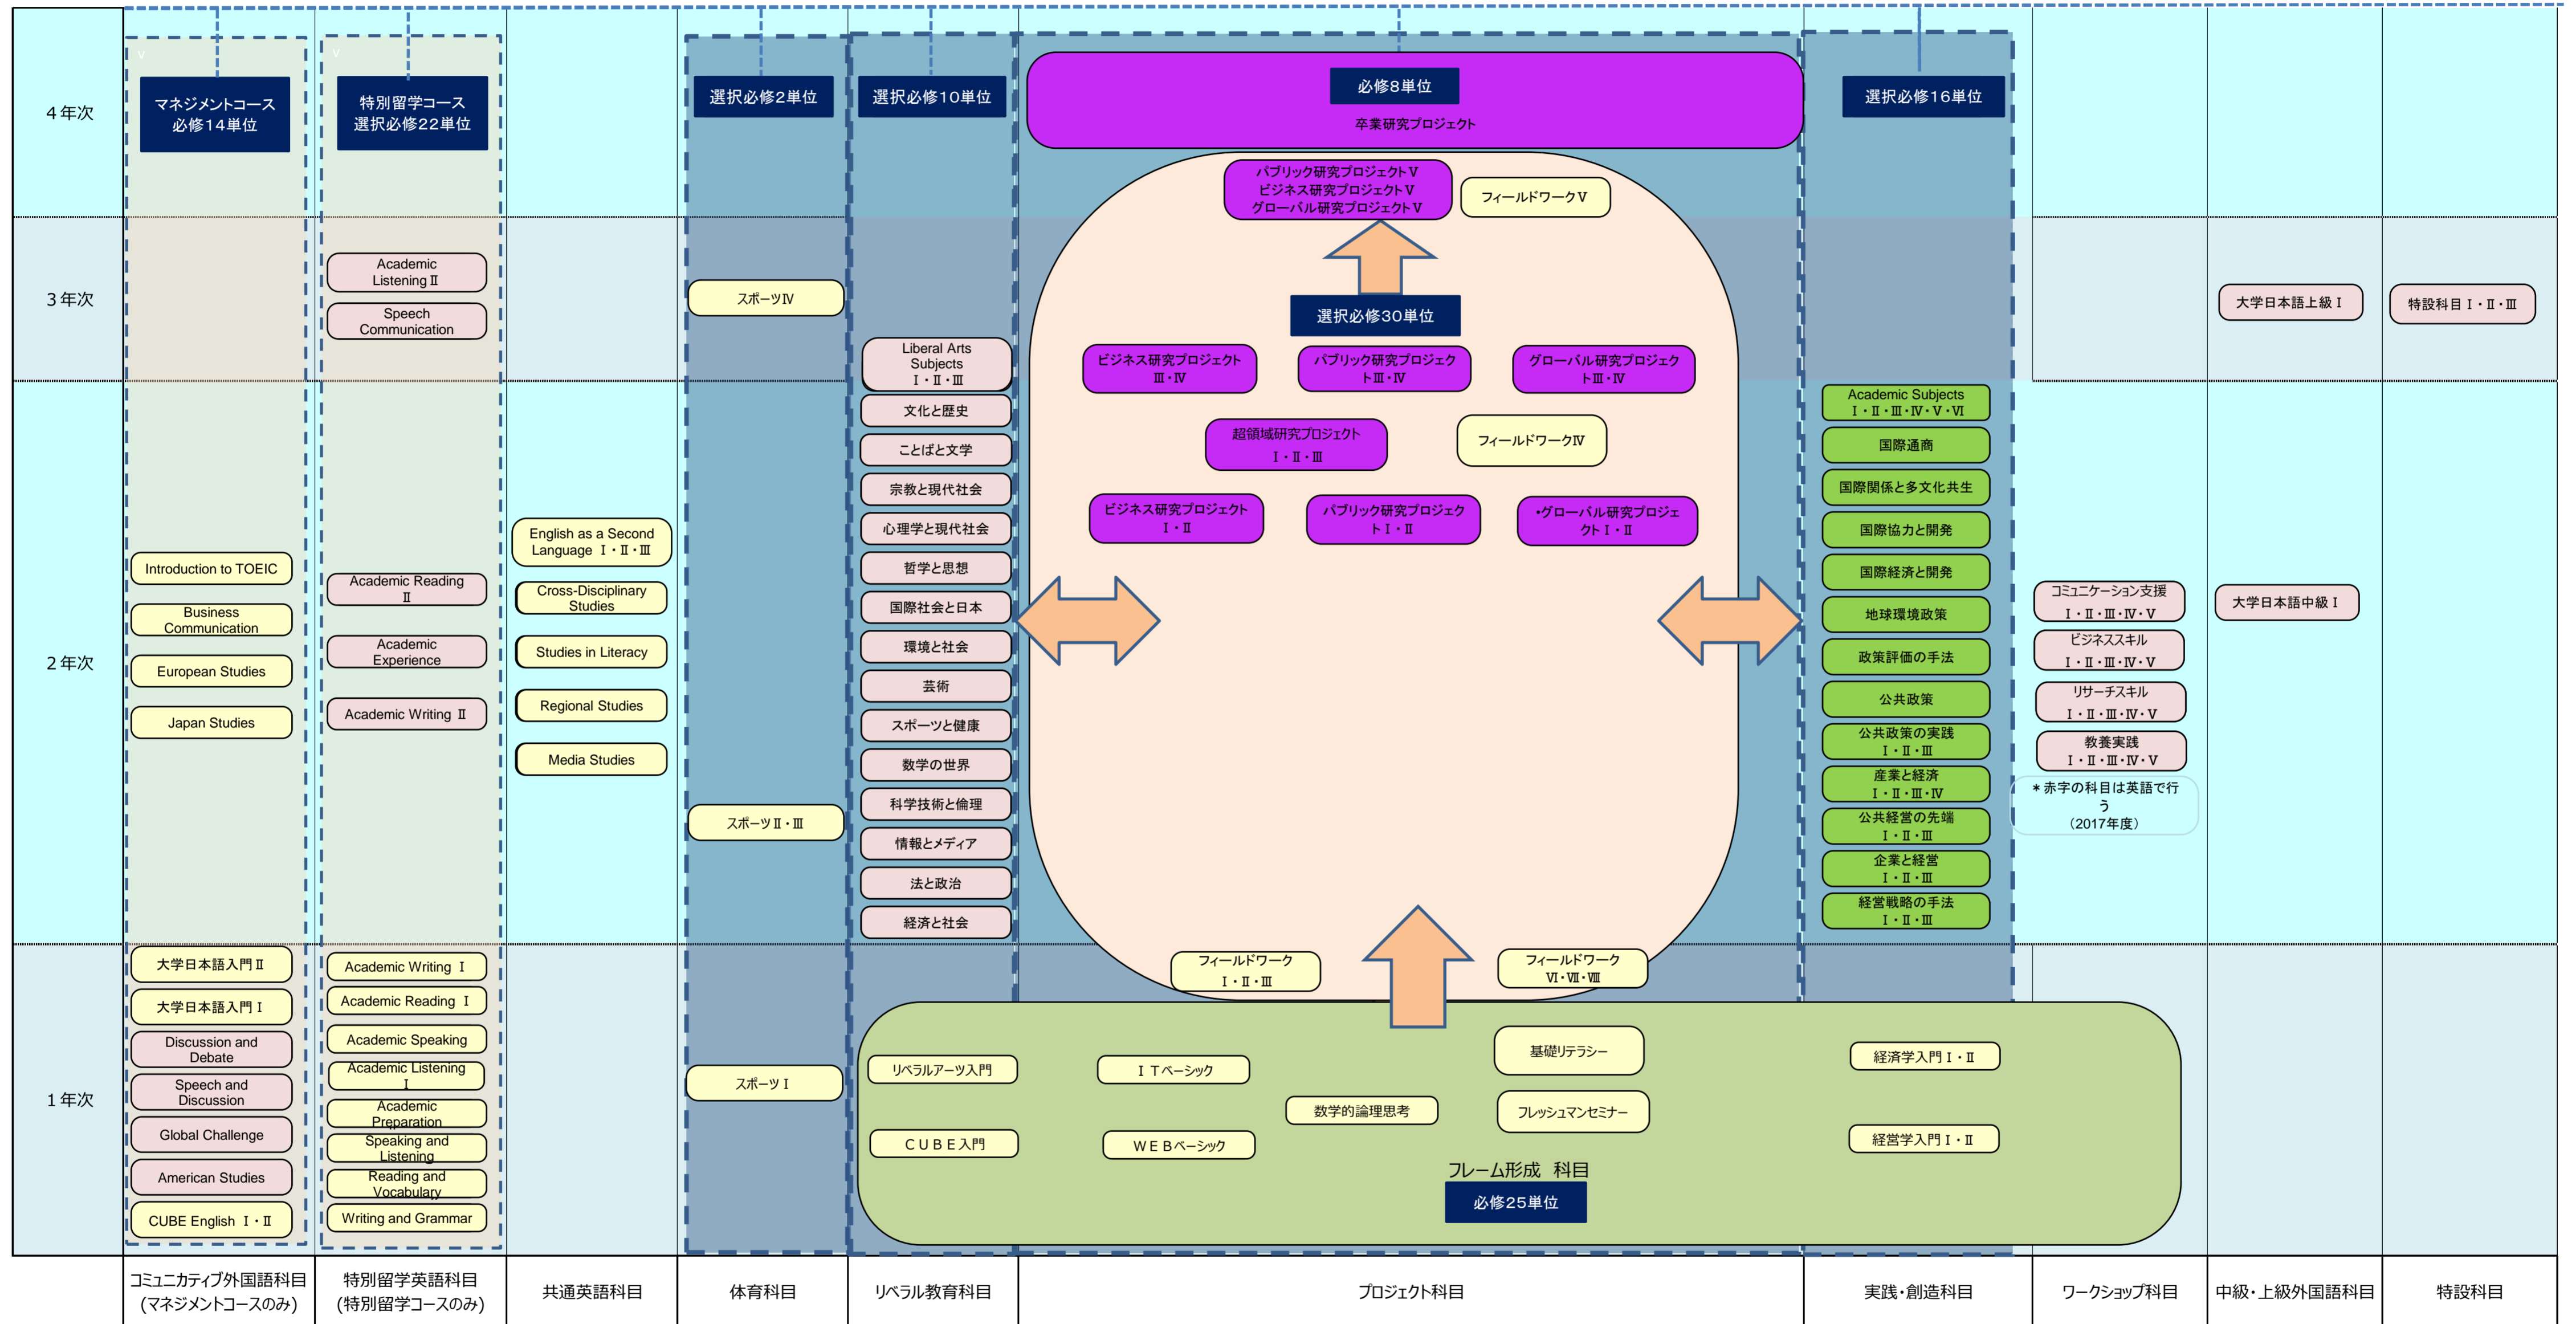 4年次
v
マネジメントコース
必修14単位
v
特別留学コース
選択必修22単位
選択必修2単位
選択必修10単位
必修8単位
卒業研究プロジェクト
選択必修16単位
パブリック研究プロジェクトⅤ
ビジネス研究プロジェクトⅤ
グローバル研究プロジェクトⅤ
フィールドワークⅤ
3年次
Academic
Listening Ⅱ
Speech
Communication
スポーツⅣ
Liberal Arts
Subjects
Ⅰ・Ⅱ・Ⅲ
選択必修30単位
ビジネス研究プロジェクト
Ⅲ・Ⅳ
パブリック研究プロジェク
トⅢ・Ⅳ
グローバル研究プロジェク
トⅢ・Ⅳ
大学日本語上級Ⅰ
特設科目Ⅰ・Ⅱ・Ⅲ
2年次
Introduction to TOEIC
Business
Communication
European Studies
Japan Studies
Academic Reading
Ⅱ
Academic
Experience
Academic Writing Ⅱ
English as a Second
Language Ⅰ・Ⅱ・Ⅲ
Cross-Disciplinary
Studies
Studies in Literacy
Regional Studies
Media Studies
スポーツⅡ・Ⅲ
文化と歴史
ことばと文学
宗教と現代社会
心理学と現代社会
哲学と思想
国際社会と日本
環境と社会
芸術
スポーツと健康
数学の世界
科学技術と倫理
情報とメディア
法と政治
経済と社会
超領域研究プロジェクト
Ⅰ・Ⅱ・Ⅲ
フィールドワークⅣ
ビジネス研究プロジェクト
Ⅰ・Ⅱ
パブリック研究プロジェク
トⅠ・Ⅱ
・グローバル研究プロジェ
クトⅠ・Ⅱ
Academic Subjects
Ⅰ・Ⅱ・Ⅲ・Ⅳ・Ⅴ・Ⅵ
国際通商
国際関係と多文化共生
国際協力と開発
国際経済と開発
地球環境政策
政策評価の手法
公共政策
公共政策の実践
Ⅰ・Ⅱ・Ⅲ
産業と経済
Ⅰ・Ⅱ・Ⅲ・Ⅳ
公共経営の先端
Ⅰ・Ⅱ・Ⅲ
企業と経営
Ⅰ・Ⅱ・Ⅲ
経営戦略の手法
Ⅰ・Ⅱ・Ⅲ
コミュニケーション支援
Ⅰ・Ⅱ・Ⅲ・Ⅳ・Ⅴ
ビジネススキル
Ⅰ・Ⅱ・Ⅲ・Ⅳ・Ⅴ
リサーチスキル
Ⅰ・Ⅱ・Ⅲ・Ⅳ・Ⅴ
教養実践
Ⅰ・Ⅱ・Ⅲ・Ⅳ・Ⅴ
＊赤字の科目は英語で行
う
（2017年度）
大学日本語中級Ⅰ
1年次
大学日本語入門Ⅱ
大学日本語入門Ⅰ
Discussion and
Debate
Speech and
Discussion
Global Challenge
American Studies
CUBE English Ⅰ・Ⅱ
Academic Writing Ⅰ
Academic Reading Ⅰ
Academic Speaking
Academic Listening
Ⅰ
Academic
Preparation
Speaking and
Listening
Reading and
Vocabulary
Writing and Grammar
スポーツⅠ
フィールドワーク
Ⅰ・Ⅱ・Ⅲ
フィールドワーク
Ⅵ・Ⅶ・Ⅷ
リベラルアーツ入門
ＣＵＢＥ入門
ＩＴベーシック
ＷＥＢベーシック
数学的論理思考
基礎リテラシー
フレッシュマンセミナー
経済学入門Ⅰ・Ⅱ
経営学入門Ⅰ・Ⅱ
フレーム形成 科目
必修25単位
コミュニカティブ外国語科目
(マネジメントコースのみ)
特別留学英語科目
(特別留学コースのみ)
共通英語科目
体育科目
リベラル教育科目
プロジェクト科目
実践・創造科目
ワークショップ科目
中級・上級外国語科目
特設科目